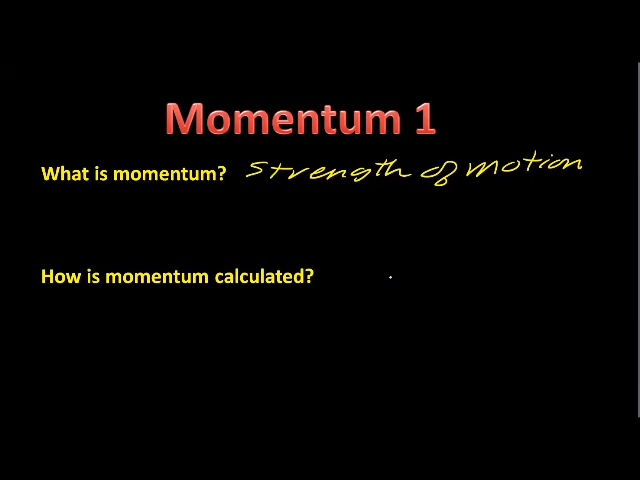 Momentum 1
What is momentum? Strength of motion
How is momentum calculated?